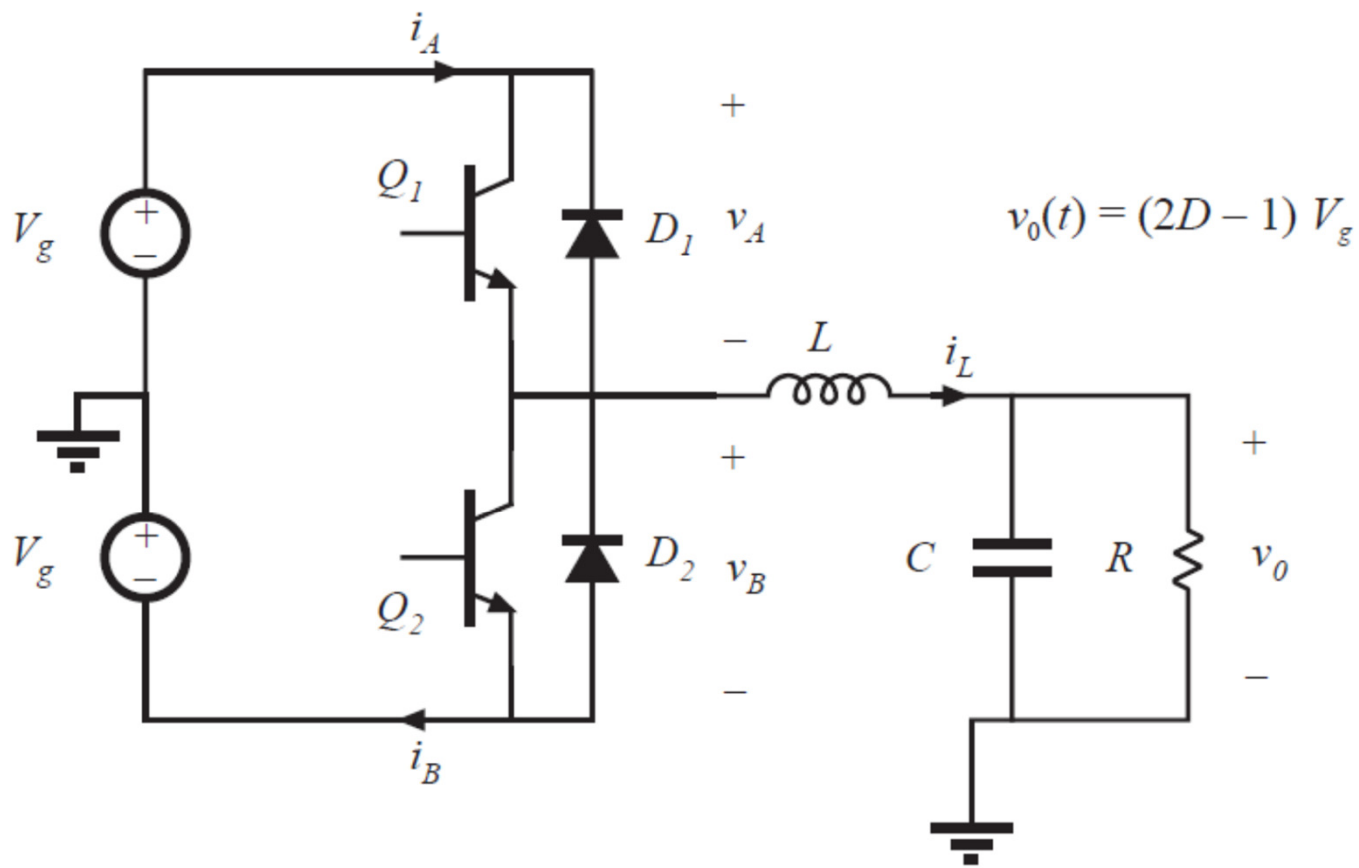 i_A
+
Q_1
V_g
+
−
D_1
v_A
v_0(t) = (2D – 1) V_g
−
L
i_L
+
+
V_g
+
−
D_2
v_B
C
R
v_0
Q_2
−
−
i_B